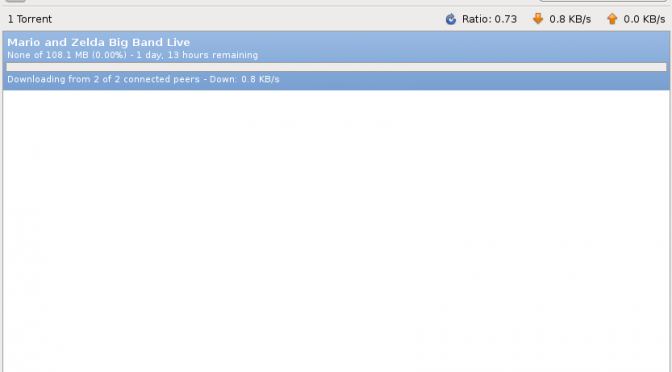 1 Torrent Ratio: 0.73 0.8 KB/s 0.0 KB/s
Mario and Zelda Big Band Live
None of 108.1 MB (0.00%) - 1 day, 13 hours remaining
Downloading from 2 of 2 connected peers - Down: 0.8 KB/s